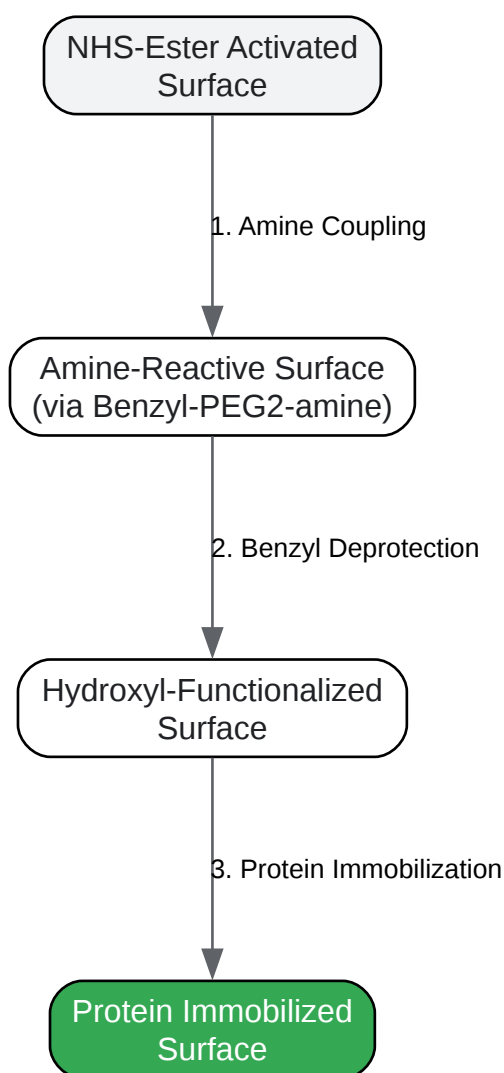 NHS-Ester Activated
Surface
1. Amine Coupling
Amine-Reactive Surface
(via Benzyl-PEG2-amine)
2. Benzyl Deprotection
Hydroxyl-Functionalized
Surface
3. Protein Immobilization
Protein Immobilized
Surface